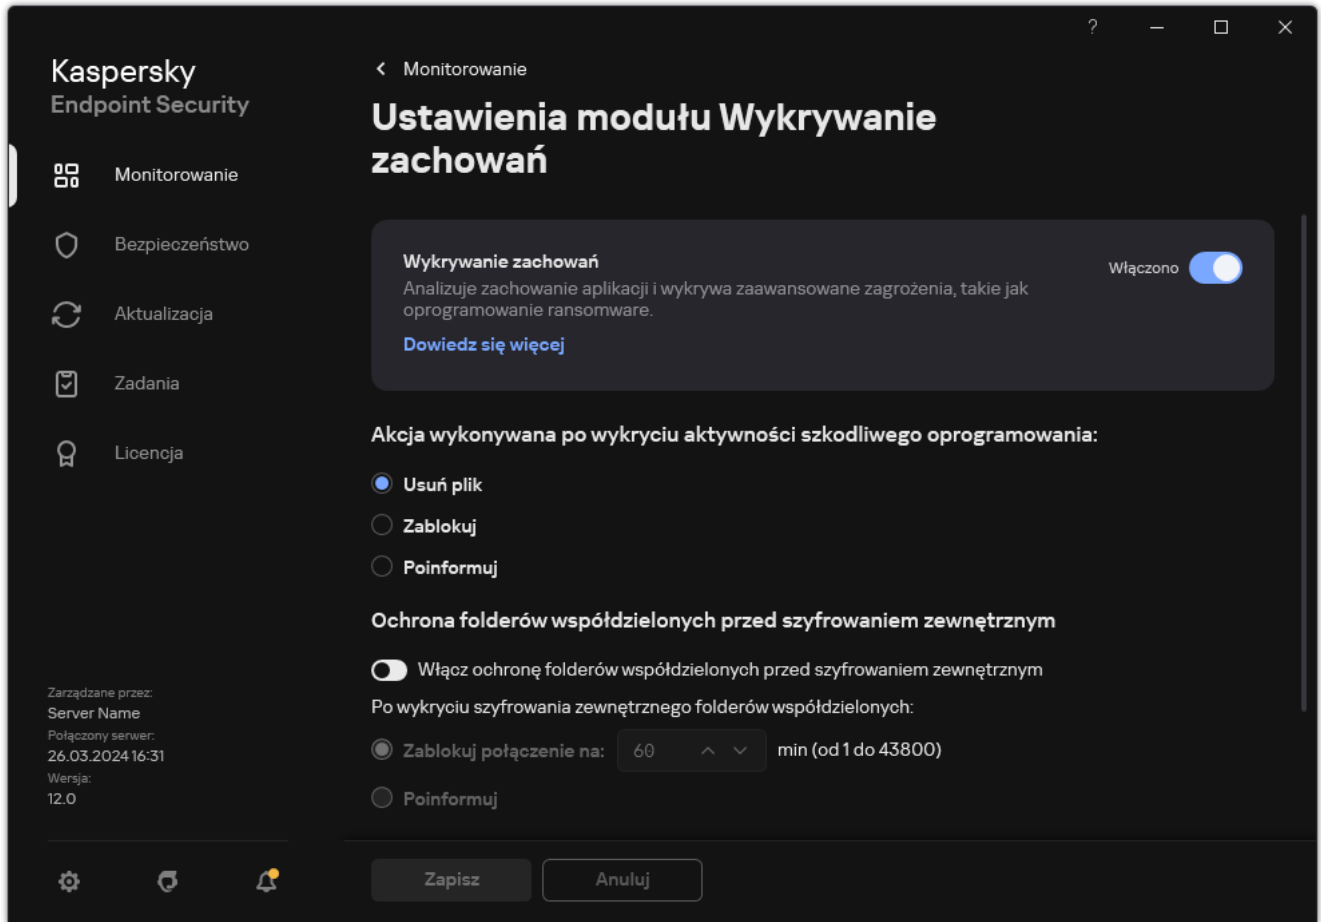 ?
Kaspersky
Endpoint Security
Monitorowanie
Bezpieczeństwo
Aktualizacja
Zadania
Licencja
Zarządzane przez:
Server Name
Połączony serwer:
26.03.2024 16:31
Wersja:
12.0
Monitorowanie
Ustawienia modułu Wykrywanie
zachowań
Wykrywanie zachowań
Analizuje zachowanie aplikacji i wykrywa zaawansowane zagrożenia, takie jak
oprogramowanie ransomware.
Dowiedz się więcej
Włączono
Akcja wykonywana po wykryciu aktywności szkodliwego oprogramowania:
Usuń plik
Zablokuj
Poinformuj
Ochrona folderów współdzielonych przed szyfrowaniem zewnętrznym
Włącz ochronę folderów współdzielonych przed szyfrowaniem zewnętrznym
Po wykryciu szyfrowania zewnętrznego folderów współdzielonych:
Zablokuj połączenie na: 60 min (od 1 do 43800)
Poinformuj
Zapisz Anuluj